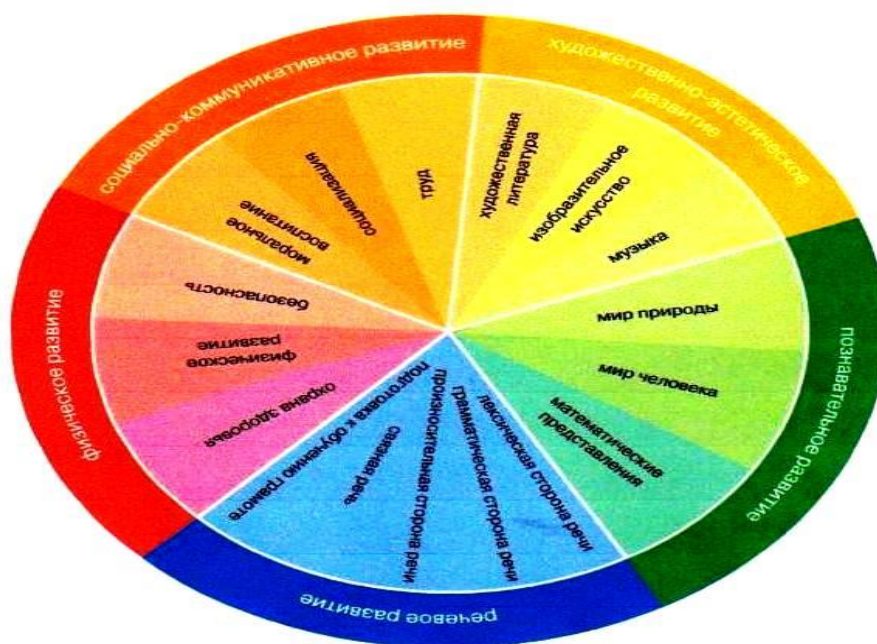 социально-коммуникативное развитие
моральное
воспитание
социализация
труд
художественно-эстетическое
развитие
художественная
литература
изобразительное
искусство
музыка
познавательное развитие
мир природы
мир человека
математические
представления
речевое развитие
лексическая сторона речи
грамматическая сторона речи
произносительная сторона речи
связная речь
подготовка к обучению грамоте
физическое развитие
охрана здоровья
физическое
развитие
безопасность